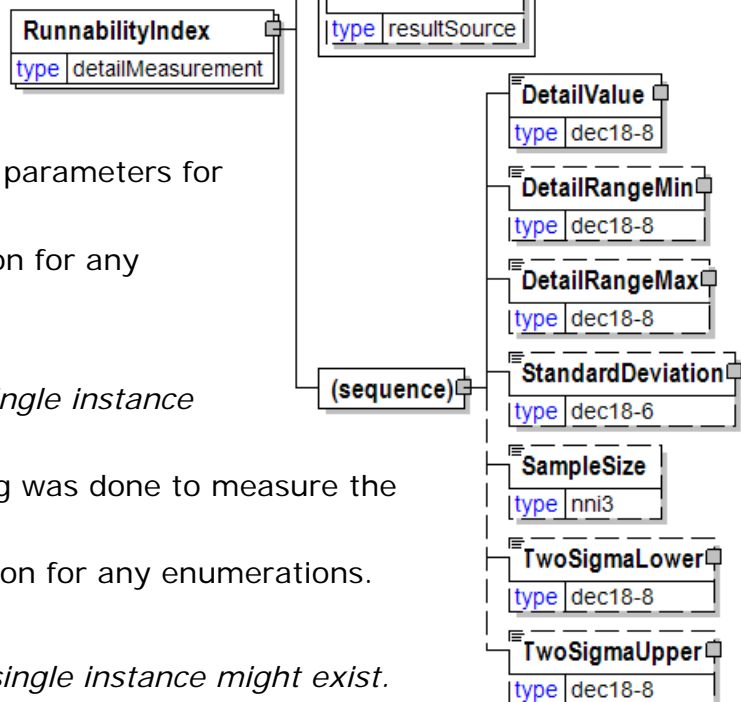 RunnabilityIndex
type detailMeasurement
type resultSource
parameters for
on for any
ngle instance
g was done to measure the
on for any enumerations.
single instance might exist.
(sequence)
DetailValue
type dec18-8
DetailRangeMin
type dec18-8
DetailRangeMax
type dec18-8
StandardDeviation
type dec18-6
SampleSize
type nni3
TwoSigmaLower
type dec18-8
TwoSigmaUpper
type dec18-8